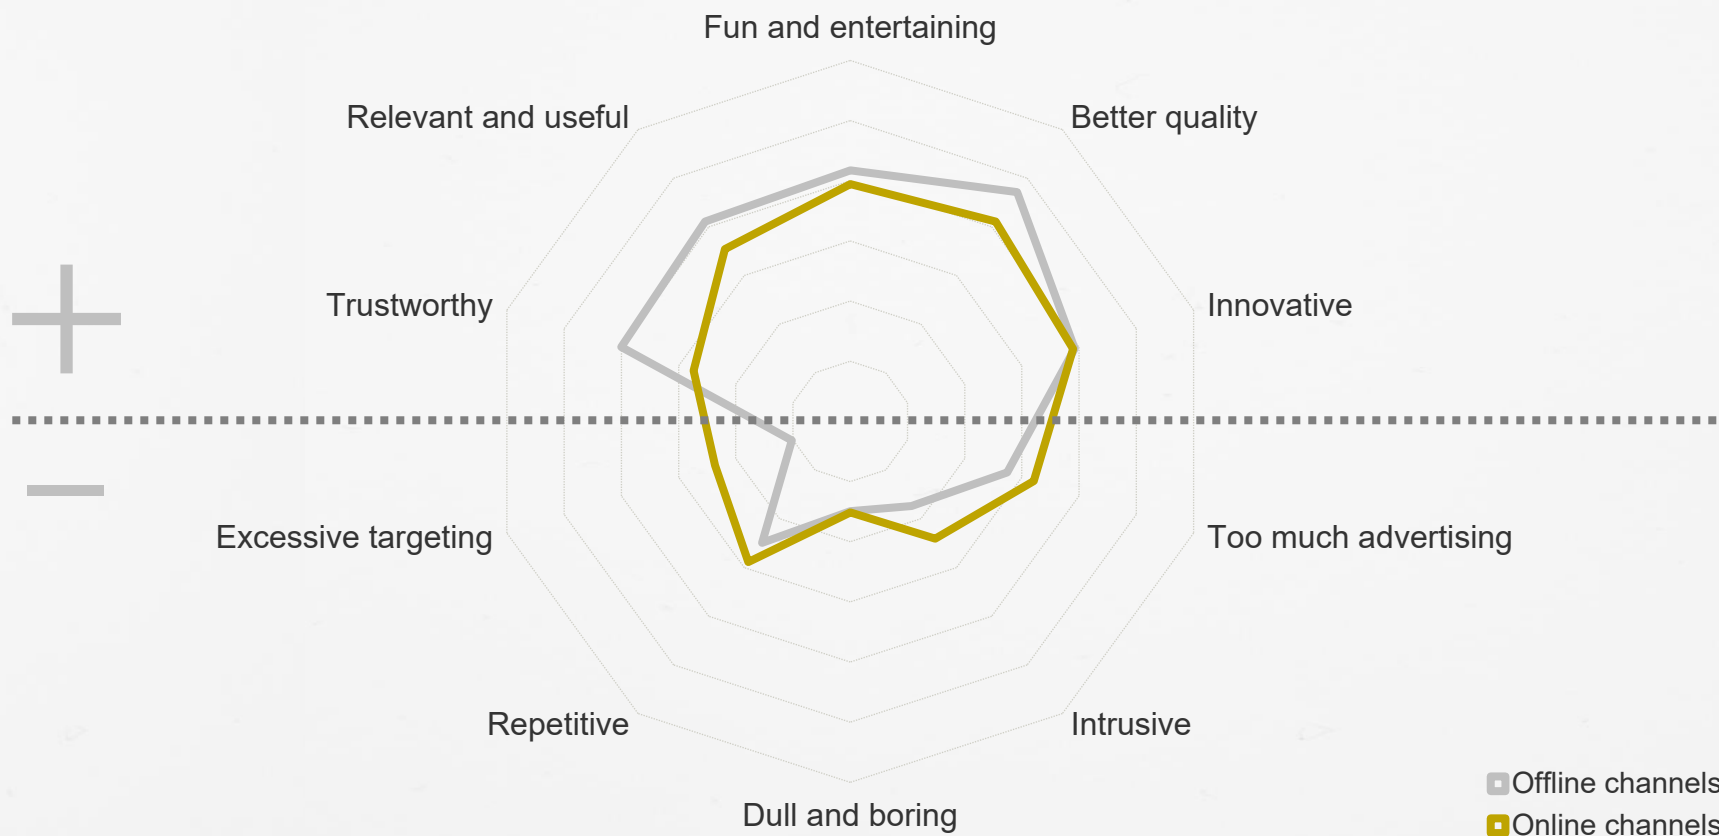 Fun and entertaining
Relevant and useful
Better quality
Trustworthy
Innovative
Excessive targeting
Too much advertising
Repetitive
Intrusive
Dull and boring
Offline channels
Online channels